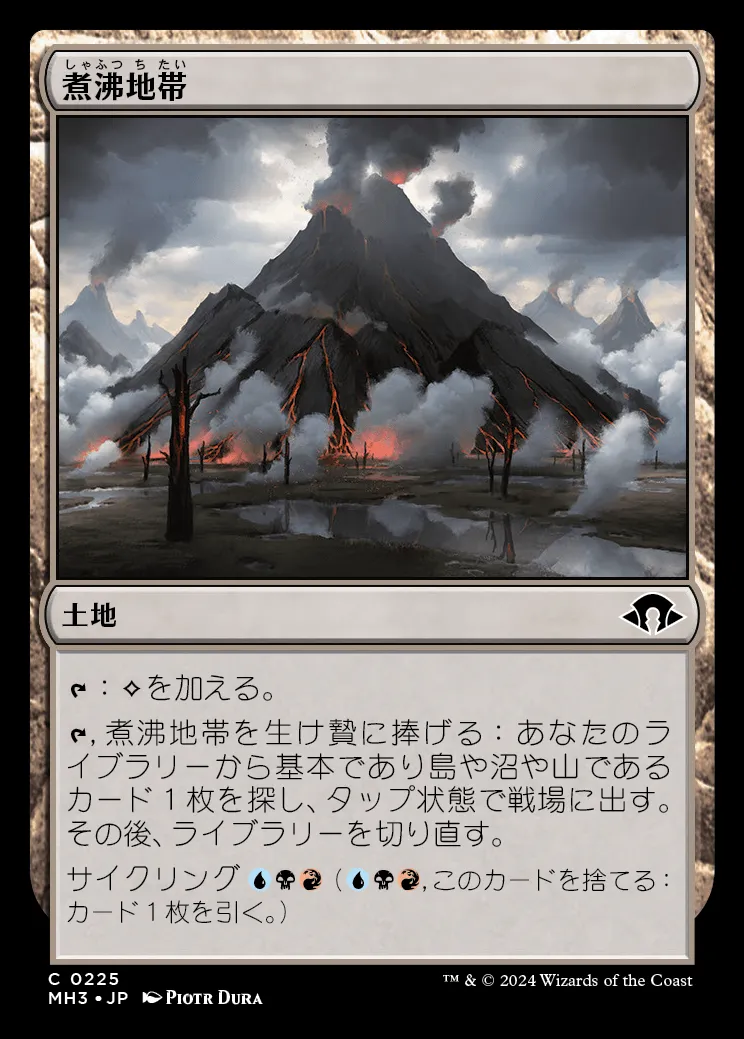 しゃふつちたい
煮沸地帯
土地
：を加える。
, 煮沸地帯を生け贄に捧げる：あなたのラ
イブラリーから基本であり島や沼や山である
カード１枚を探し、タップ状態で戦場に出す。
その後、ライブラリーを切り直す。
サイクリング（,このカードを捨てる：
カード１枚を引く。）
C 0225
MH3 • JP Piotr Dura
™ & © 2024 Wizards of the Coast